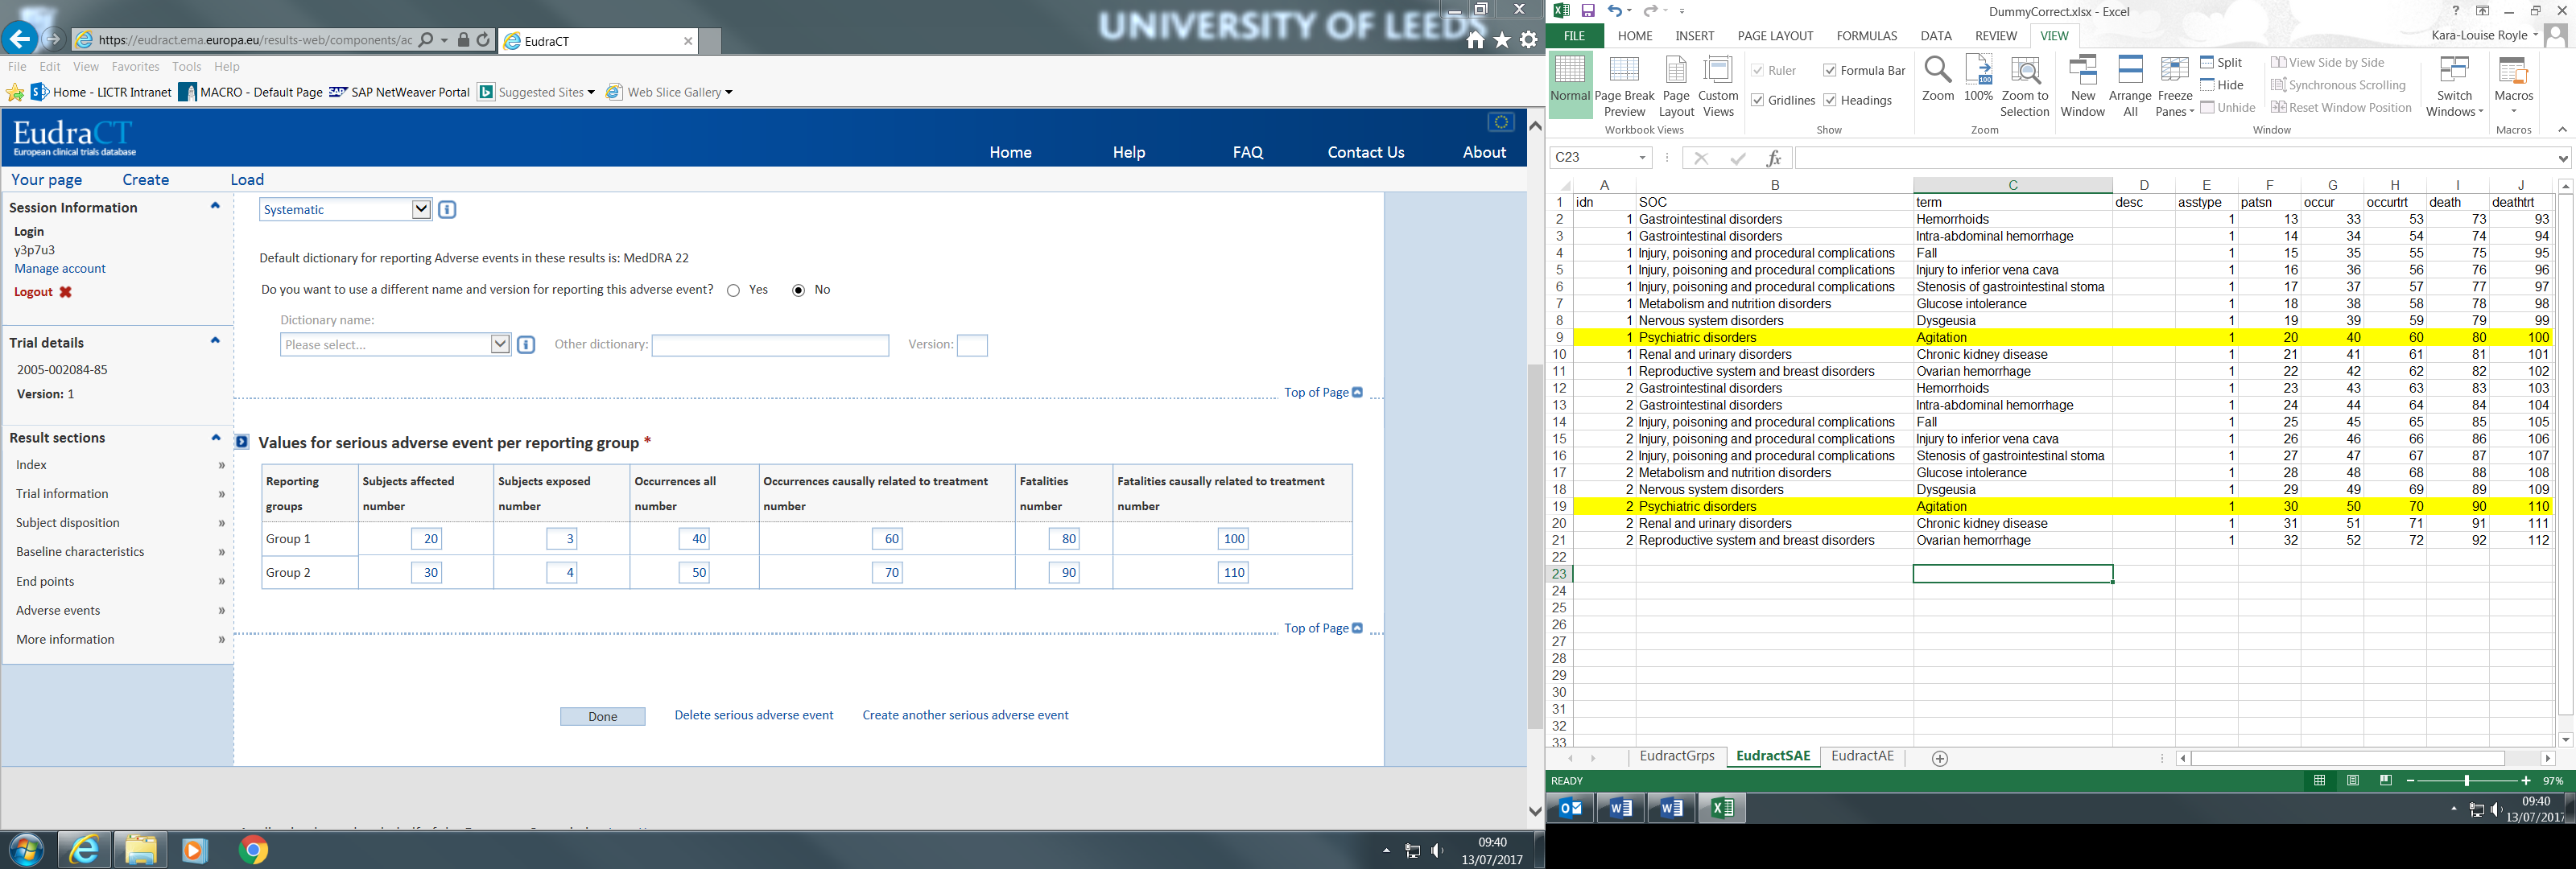 UNIVERSITY OF LEEDS
https://eudract.ema.europa.eu/results-web/components/ac
EudraCT
File Edit View Favorites Tools Help
Home - LICTR Intranet MACRO - Default Page SAP NetWeaver Portal Suggested Sites Web Slice Gallery
EudraCT
European clinical trials database
Home Help FAQ Contact Us About
Your page Create Load
Session Information
Login
y3p7u3
Manage account
Logout
Trial details
2005-002084-85
Version: 1
Result sections
Index »
Trial information »
Subject disposition »
Baseline characteristics »
End points »
Adverse events »
More information »
Systematic
Default dictionary for reporting Adverse events in these results is: MedDRA 22
Do you want to use a different name and version for reporting this adverse event? Yes No
Dictionary name:
Please select... Other dictionary: Version:
Top of Page
Values for serious adverse event per reporting group *
Reporting groups Subjects affected number Subjects exposed number Occurrences all number Occurrences causally related to treatment number Fatalities number Fatalities causally related to treatment number
Group 1 20 3 40 60 80 100
Group 2 30 4 50 70 90 110
Top of Page
Done Delete serious adverse event Create another serious adverse event
09:40
13/07/2017
DummyCorrect.xlsx - Excel
FILE HOME INSERT PAGE LAYOUT FORMULAS DATA REVIEW VIEW Kara-Louise Royle
Normal Page Break Preview Page Layout Custom Views
Workbook Views
Ruler Formula Bar
Gridlines Headings
Show
Zoom 100% Zoom to Selection
Zoom
New Window Arrange All Freeze Panes
Split
Hide
Unhide
View Side by Side
Synchronous Scrolling
Reset Window Position
Switch Windows
Window
Macros
Macros
C23 fx
A B C D E F G H I J
1 idn SOC term desc asstype patsn occur occurtrt death deathtrt
2 1 Gastrointestinal disorders Hemorrhoids 1 13 33 53 73 93
3 1 Gastrointestinal disorders Intra-abdominal hemorrhage 1 14 34 54 74 94
4 1 Injury, poisoning and procedural complications Fall 1 15 35 55 75 95
5 1 Injury, poisoning and procedural complications Injury to inferior vena cava 1 16 36 56 76 96
6 1 Injury, poisoning and procedural complications Stenosis of gastrointestinal stoma 1 17 37 57 77 97
7 1 Metabolism and nutrition disorders Glucose intolerance 1 18 38 58 78 98
8 1 Nervous system disorders Dysgeusia 1 19 39 59 79 99
9 1 Psychiatric disorders Agitation 1 20 40 60 80 100
10 1 Renal and urinary disorders Chronic kidney disease 1 21 41 61 81 101
11 1 Reproductive system and breast disorders Ovarian hemorrhage 1 22 42 62 82 102
12 2 Gastrointestinal disorders Hemorrhoids 1 23 43 63 83 103
13 2 Gastrointestinal disorders Intra-abdominal hemorrhage 1 24 44 64 84 104
14 2 Injury, poisoning and procedural complications Fall 1 25 45 65 85 105
15 2 Injury, poisoning and procedural complications Injury to inferior vena cava 1 26 46 66 86 106
16 2 Injury, poisoning and procedural complications Stenosis of gastrointestinal stoma 1 27 47 67 87 107
17 2 Metabolism and nutrition disorders Glucose intolerance 1 28 48 68 88 108
18 2 Nervous system disorders Dysgeusia 1 29 49 69 89 109
19 2 Psychiatric disorders Agitation 1 30 50 70 90 110
20 2 Renal and urinary disorders Chronic kidney disease 1 31 51 71 91 111
21 2 Reproductive system and breast disorders Ovarian hemorrhage 1 32 52 72 92 112
22
23
24
25
26
27
28
29
30
31
32
33
EudractGrps EudractSAE EudractAE
READY 97%
09:40
13/07/2017